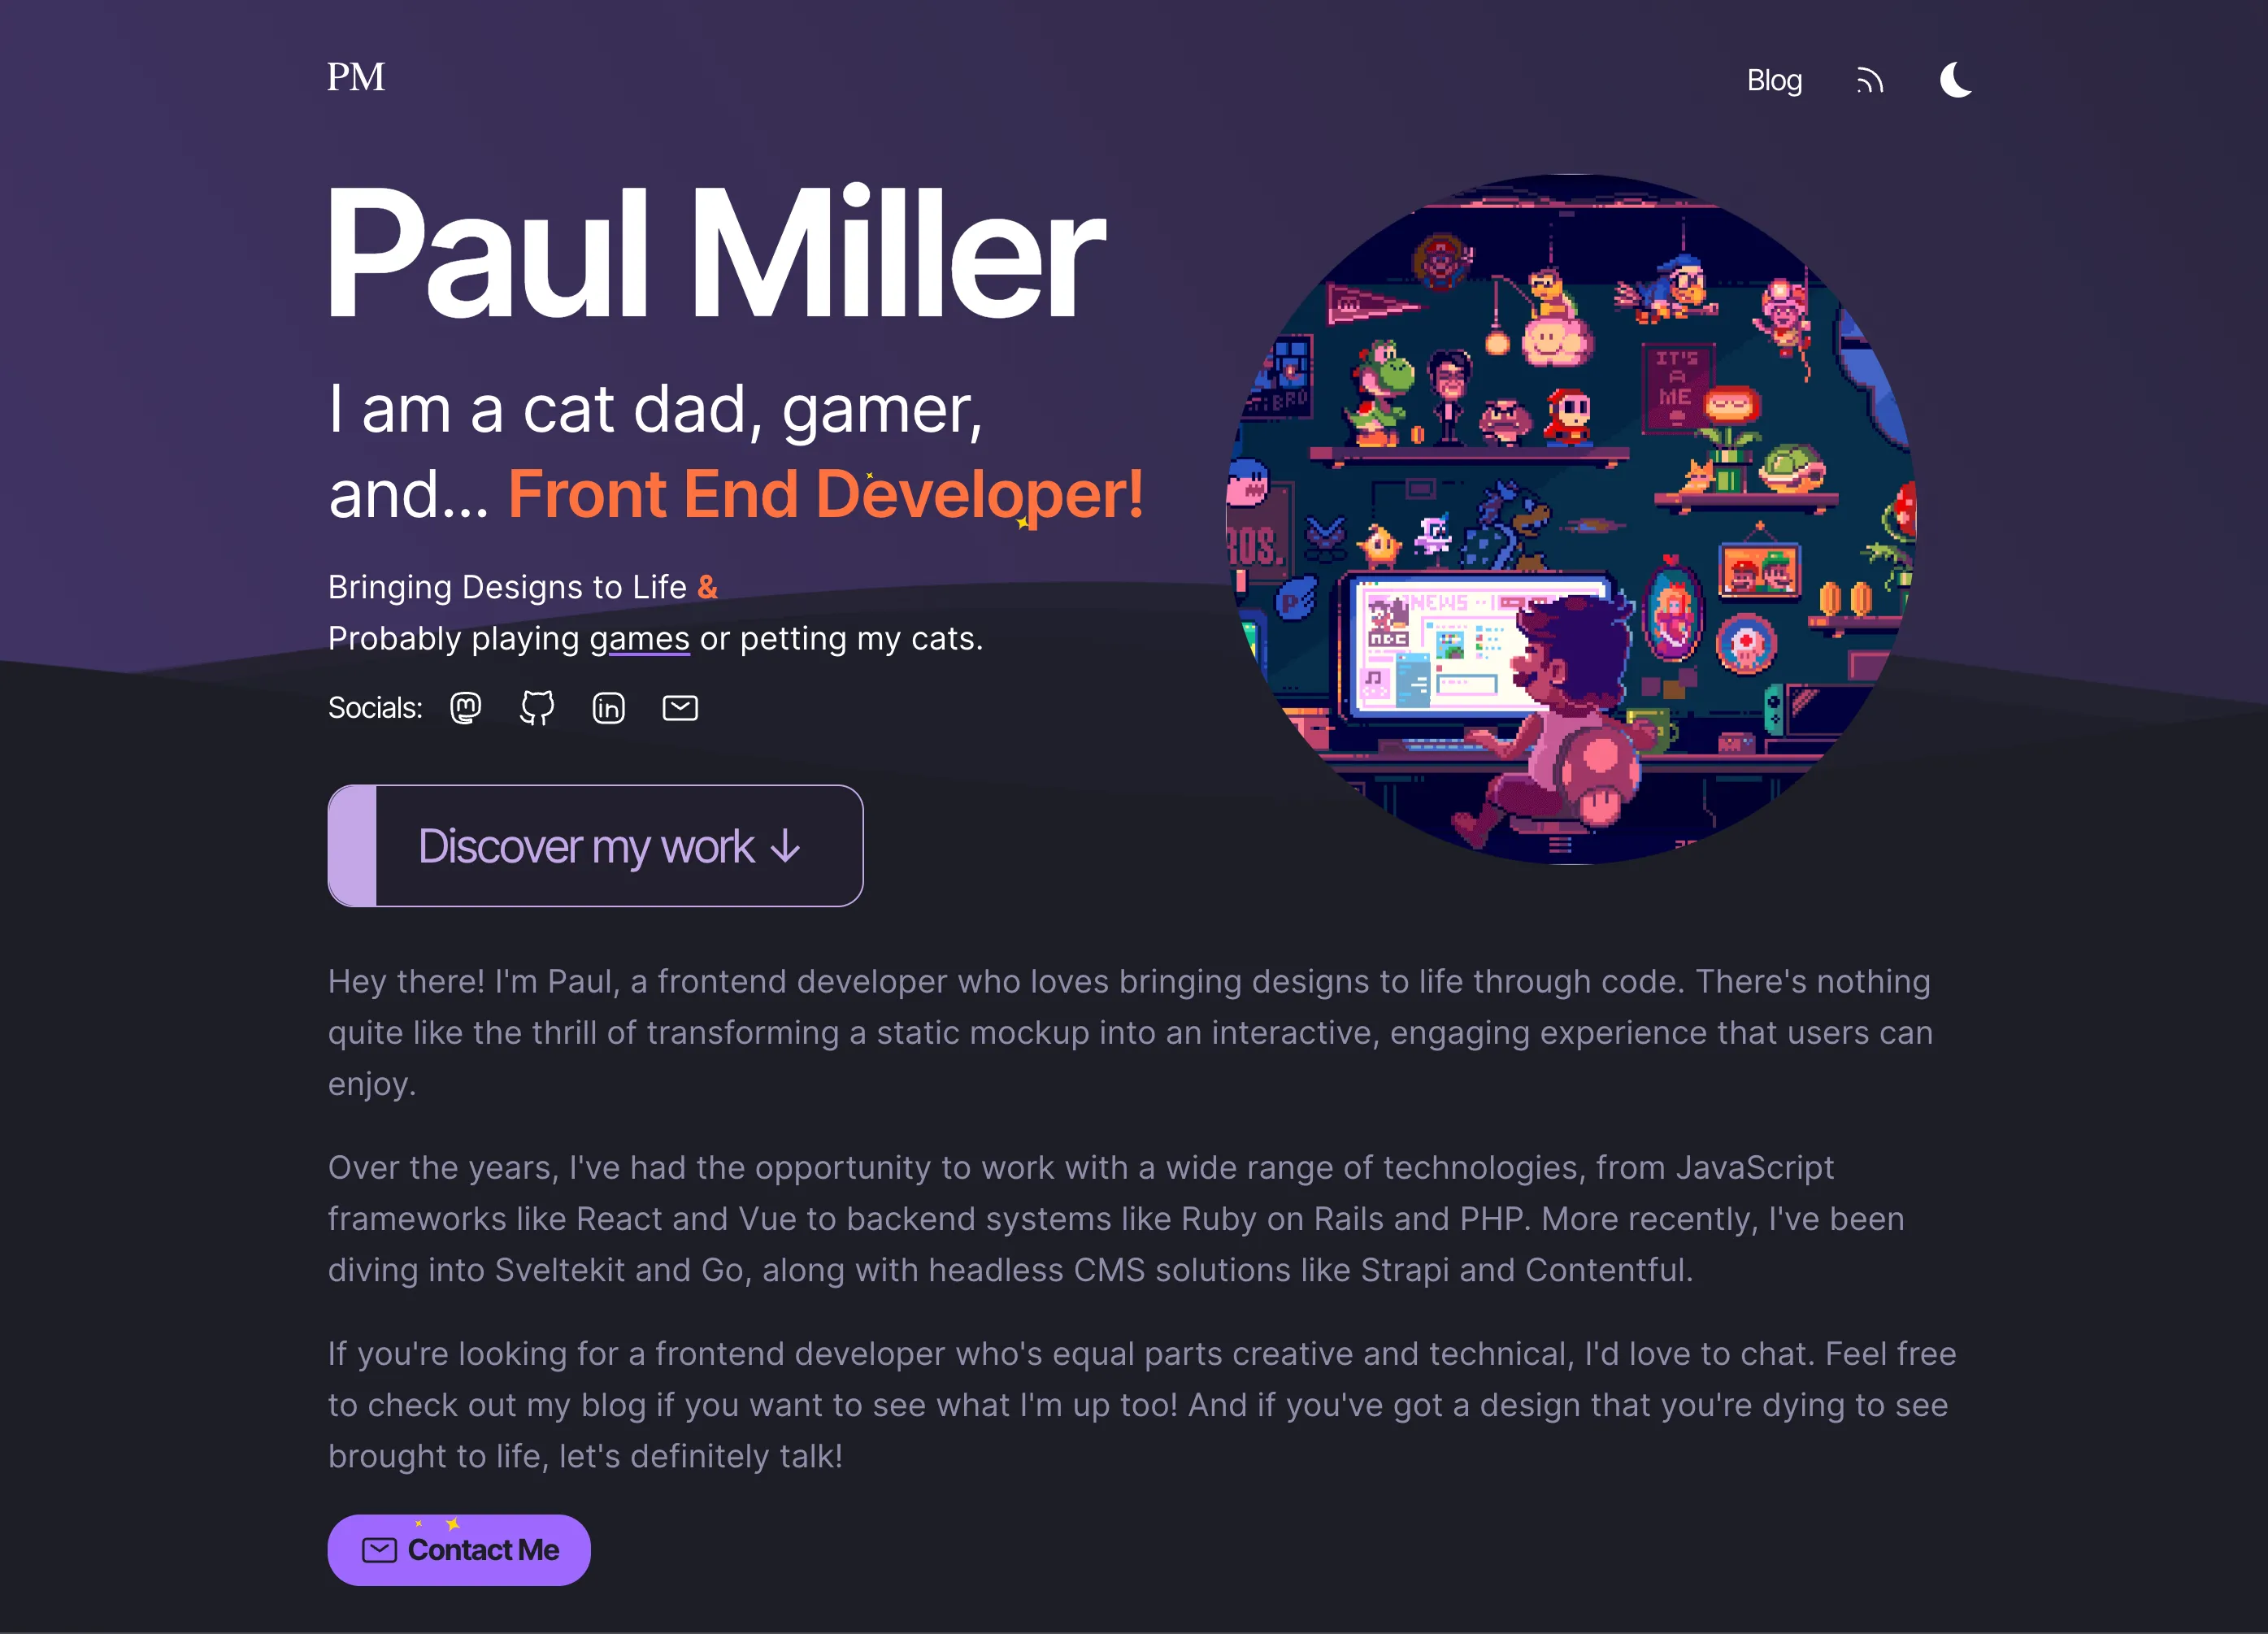 PM
Blog
Paul Miller
I am a cat dad, gamer,
and... Front End Developer!
Bringing Designs to Life &
Probably playing games or petting my cats.
Socials:
Discover my work ↓
IT'S
A
ME
BROS.
NEWS
P
Hey there! I'm Paul, a frontend developer who loves bringing designs to life through code. There's nothing
quite like the thrill of transforming a static mockup into an interactive, engaging experience that users can
enjoy.
Over the years, I've had the opportunity to work with a wide range of technologies, from JavaScript
frameworks like React and Vue to backend systems like Ruby on Rails and PHP. More recently, I've been
diving into Sveltekit and Go, along with headless CMS solutions like Strapi and Contentful.
If you're looking for a frontend developer who's equal parts creative and technical, I'd love to chat. Feel free
to check out my blog if you want to see what I'm up too! And if you've got a design that you're dying to see
brought to life, let's definitely talk!
Contact Me